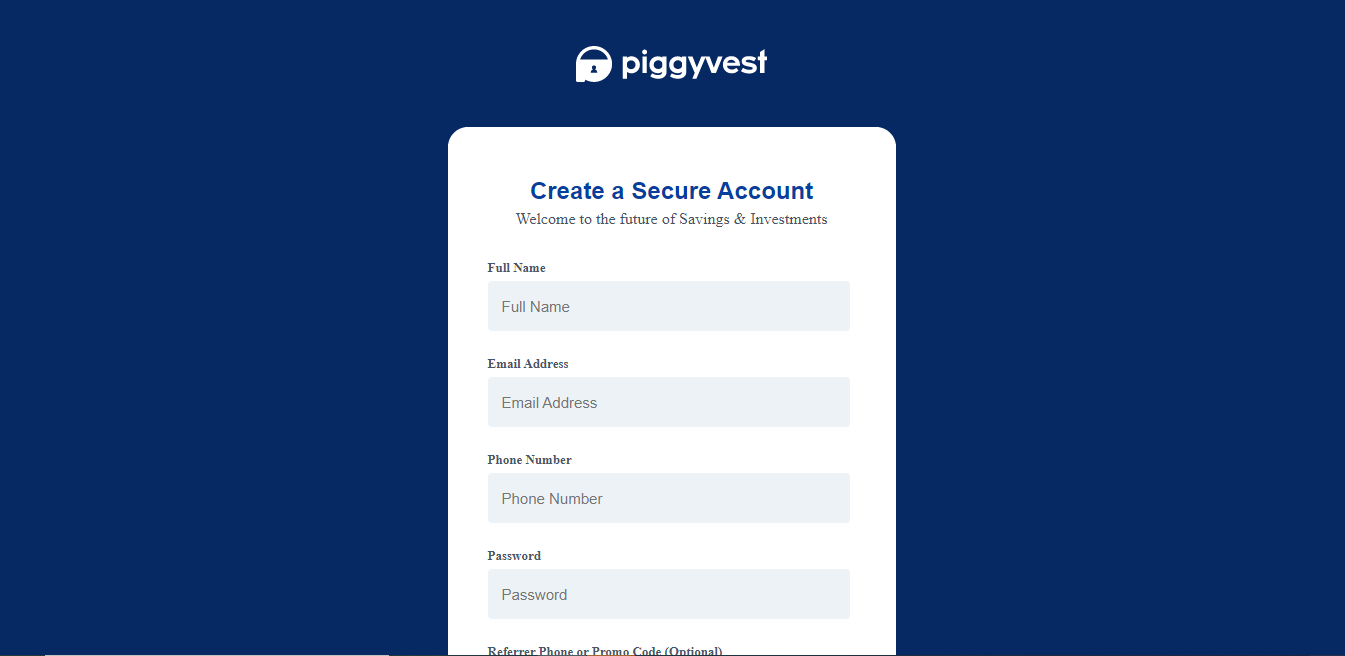 piggyvest
Create a Secure Account
Welcome to the future of Savings & Investments
Full Name
Full Name
Email Address
Email Address
Phone Number
Phone Number
Password
Password
Referrer Phone or Promo Code (Optional)